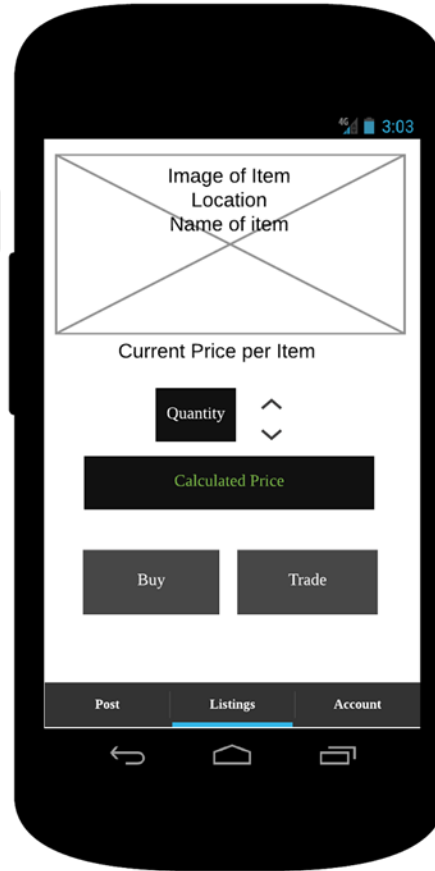 4G 3:03
Image of Item
Location
Name of item
Current Price per Item
Quantity
Calculated Price
Buy Trade
Post Listings Account